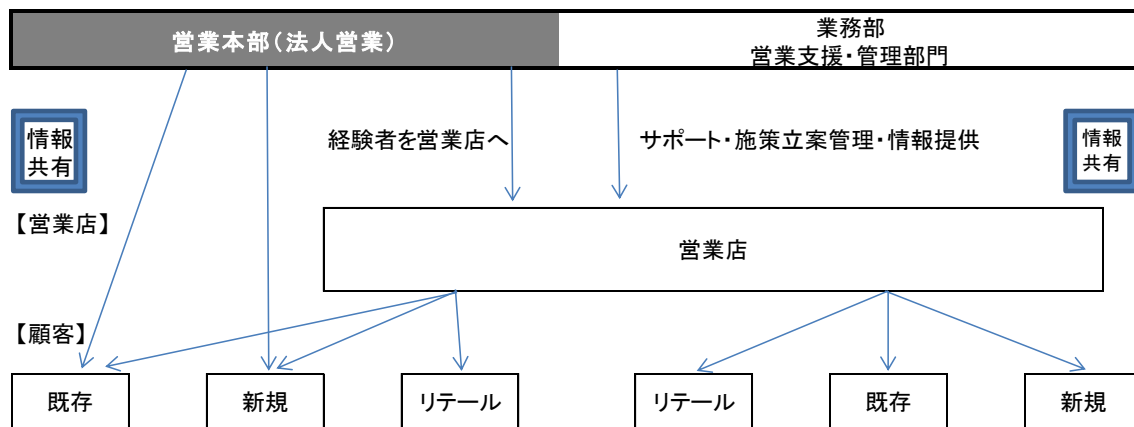 営業本部(法人営業)
業務部
営業支援・管理部門
情報
共有
経験者を営業店へ
サポート・施策立案管理・情報提供
情報
共有
【営業店】
営業店
【顧客】
既存
新規
リテール
リテール
既存
新規